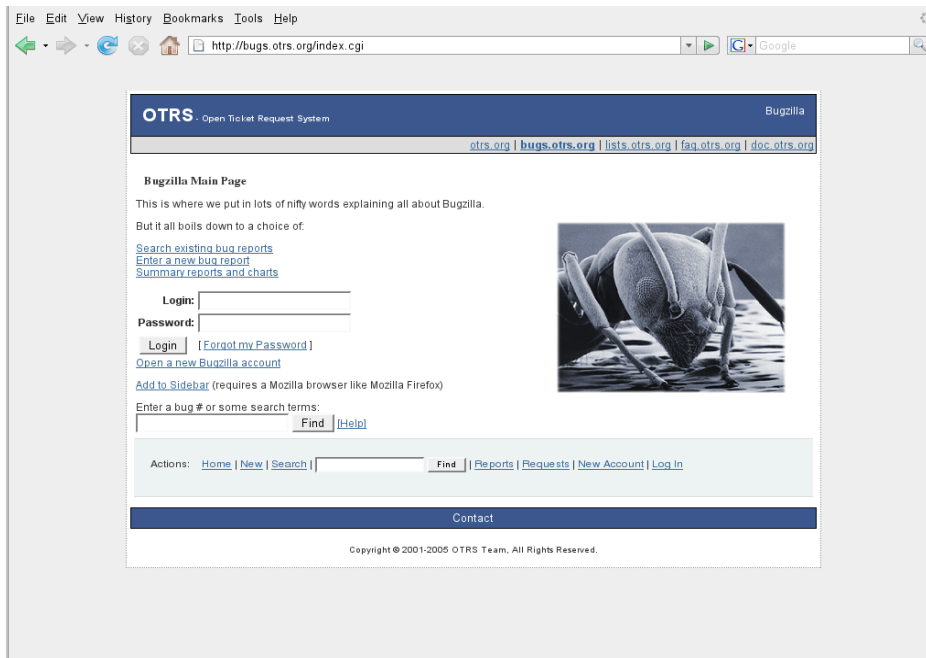 File Edit View History Bookmarks Tools Help
http://bugs.otrs.org/index.cgi
G Google
OTRS - Open Ticket Request System
Bugzilla
otrs.org | bugs.otrs.org | lists.otrs.org | faq.otrs.org | doc.otrs.org
Bugzilla Main Page
This is where we put in lots of nifty words explaining all about Bugzilla.
But it all boils down to a choice of:
Search existing bug reports
Enter a new bug report
Summary reports and charts
Login:
Password:
Login [ Forgot my Password ]
Open a new Bugzilla account
Add to Sidebar (requires a Mozilla browser like Mozilla Firefox)
Enter a bug # or some search terms:
Find [Help]
Actions: Home | New | Search | Find | Reports | Requests | New Account | Log In
Contact
Copyright © 2001-2005 OTRS Team, All Rights Reserved.